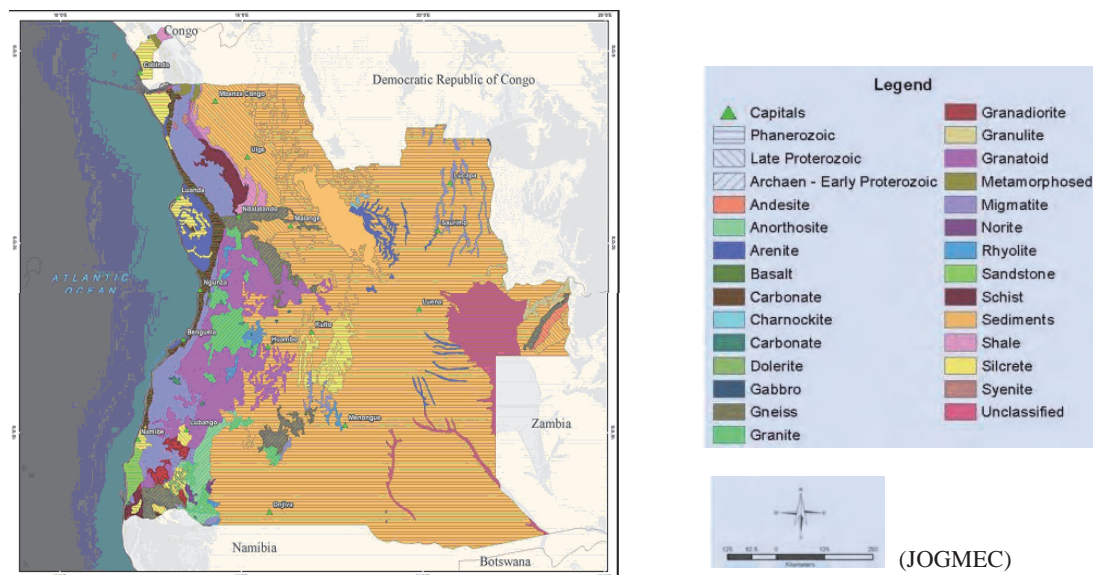 Congo
Cabinda
Democratic Republic of Congo
Mbanza Congo
Uige
Lucapa
Luanda
Ndalatando
Malange
Saurimo
ATLANTIC
OCEAN
Ngunza
Luena
Benguela
Huambo
Kuito
Menongue
Zambia
Namibe
Lubango
Onjiva
Namibia
Botswana
Legend
Capitals
Phanerozoic
Late Proterozoic
Archaen - Early Proterozoic
Andesite
Anorthosite
Arenite
Basalt
Carbonate
Charnockite
Carbonate
Dolerite
Gabbro
Gneiss
Granite
Granadiorite
Granulite
Granatoid
Metamorphosed
Migmatite
Norite
Rhyolite
Sandstone
Schist
Sediments
Shale
Silcrete
Syenite
Unclassified
Kilometers
(JOGMEC)